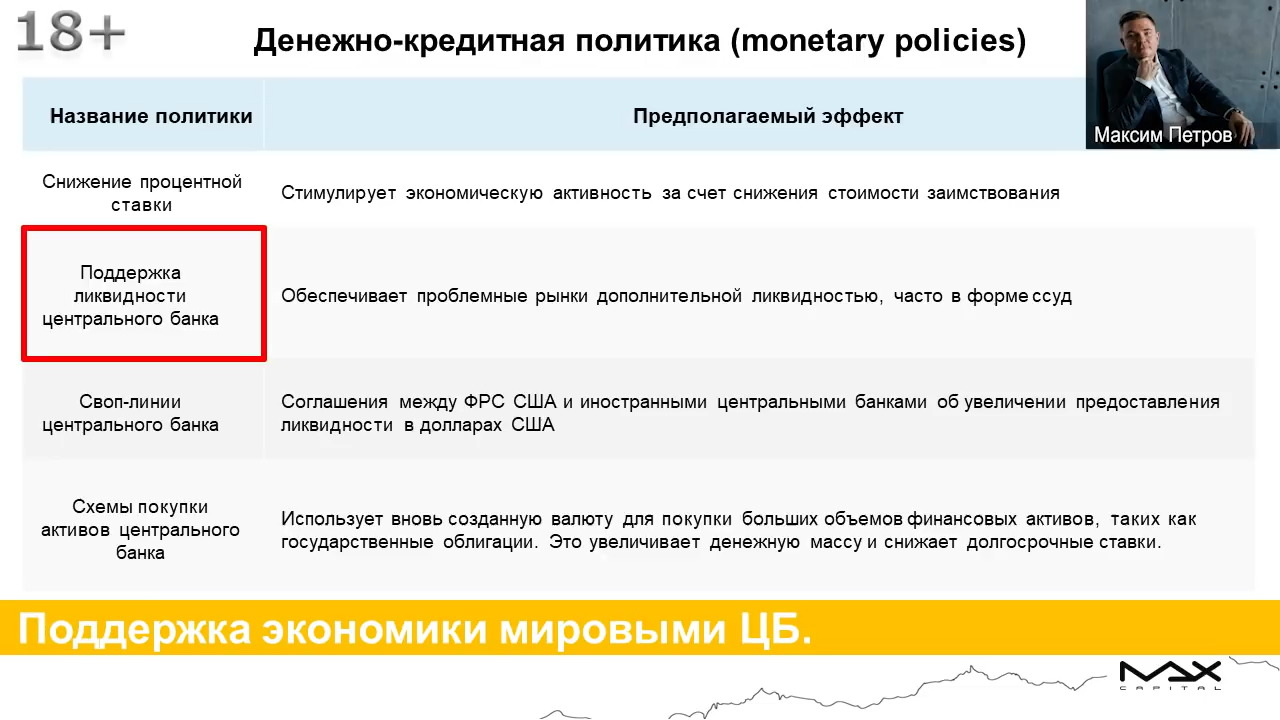 18+
Денежно-кредитная политика (monetary policies)
Максим Петров
Название политики
Предполагаемый эффект
Снижение процентной
ставки
Стимулирует экономическую активность за счет снижения стоимости заимствования
Поддержка
ликвидности
центрального банка
Обеспечивает проблемные рынки дополнительной ликвидностью, часто в форме ссуд
Своп-линии
центрального банка
Соглашения между ФРС США и иностранными центральными банками об увеличении предоставления
ликвидности в долларах США
Схемы покупки
активов центрального
банка
Использует вновь созданную валюту для покупки больших объемов финансовых активов, таких как
государственные облигации. Это увеличивает денежную массу и снижает долгосрочные ставки.
Поддержка экономики мировыми ЦБ.
MAX
CAPITAL